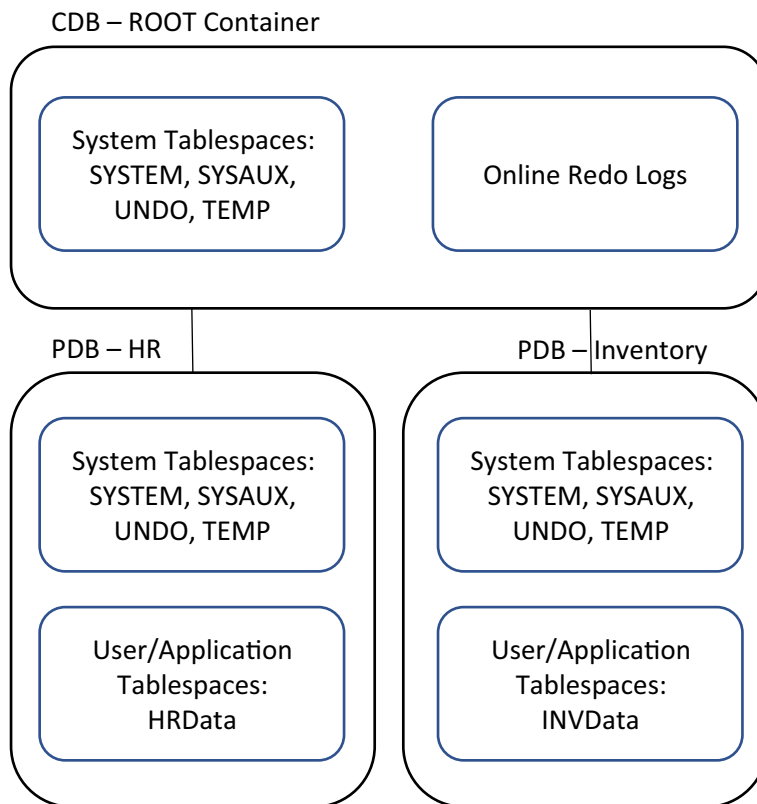 CDB – ROOT Container
System Tablespaces:
SYSTEM, SYSAUX,
UNDO, TEMP
Online Redo Logs
PDB – HR
System Tablespaces:
SYSTEM, SYSAUX,
UNDO, TEMP
User/Application
Tablespaces:
HRData
PDB – Inventory
System Tablespaces:
SYSTEM, SYSAUX,
UNDO, TEMP
User/Application
Tablespaces:
INVData